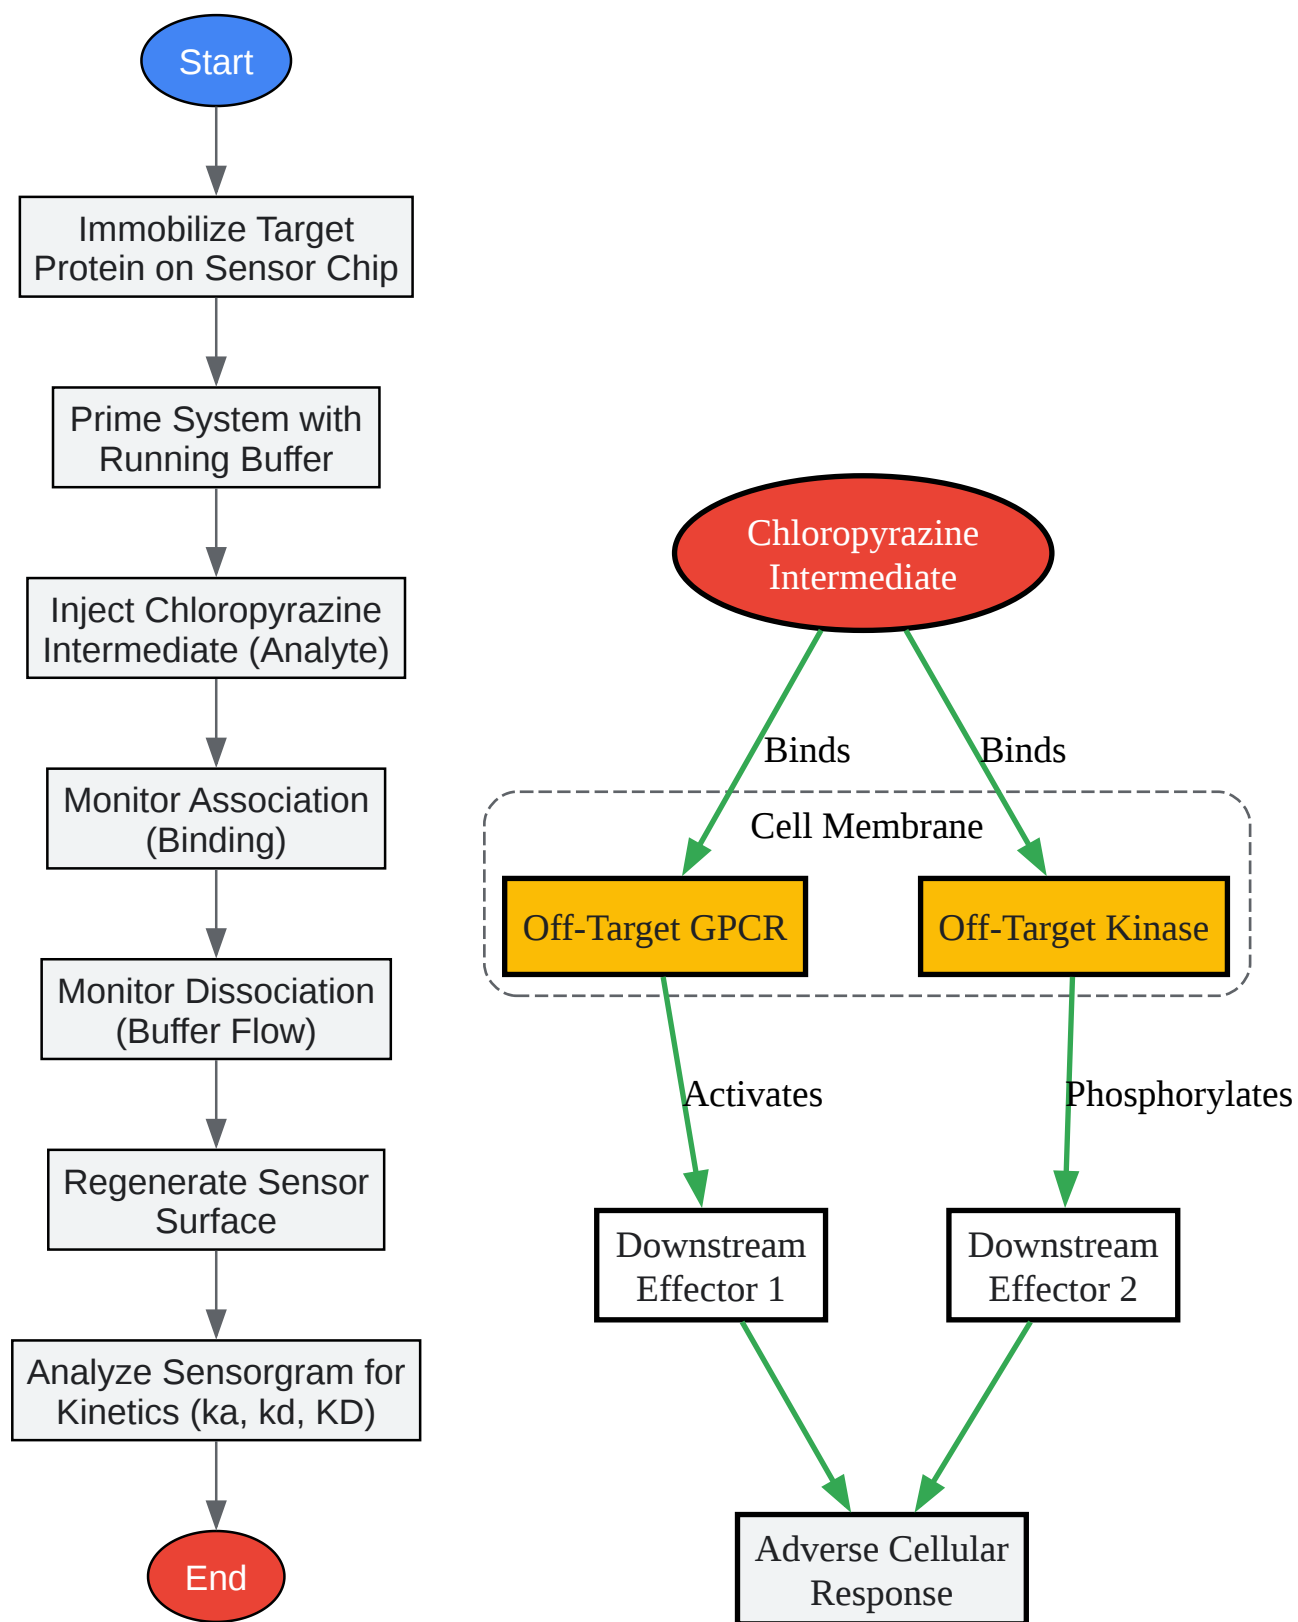 Start
Immobilize Target
Protein on Sensor Chip
Prime System with
Running Buffer
Inject Chloropyrazine
Intermediate (Analyte)
Monitor Association
(Binding)
Monitor Dissociation
(Buffer Flow)
Regenerate Sensor
Surface
Analyze Sensorgram for
Kinetics (ka, kd, KD)
End
Chloropyrazine
Intermediate
Binds
Binds
Cell Membrane
Off-Target GPCR
Off-Target Kinase
Activates
Phosphorylates
Downstream
Effector 1
Downstream
Effector 2
Adverse Cellular
Response